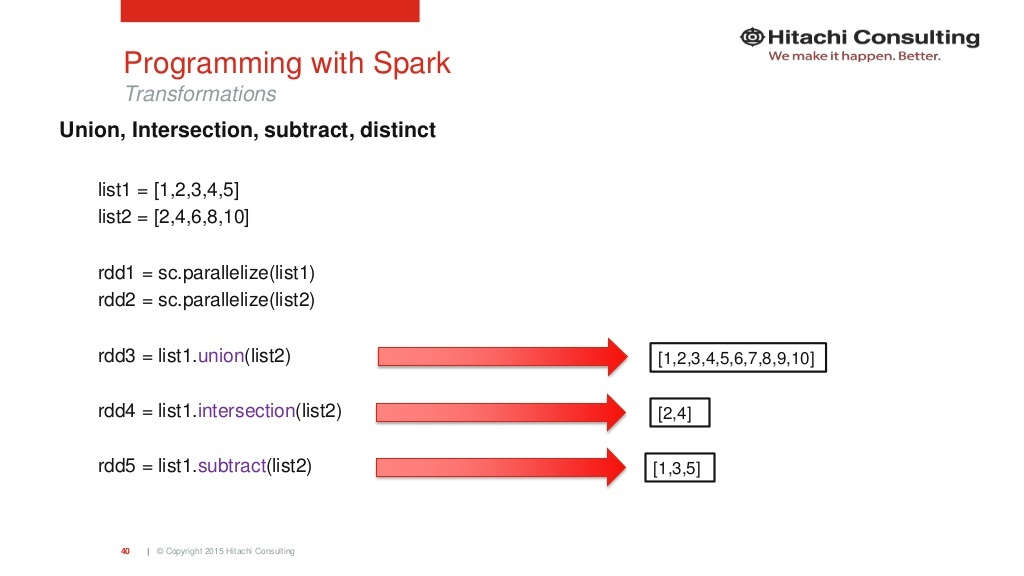 Hitachi Consulting
We make it happen. Better.
Programming with Spark
Transformations
Union, Intersection, subtract, distinct
list1 = [1,2,3,4,5]
list2 = [2,4,6,8,10]
rdd1 = sc.parallelize(list1)
rdd2 = sc.parallelize(list2)
rdd3 = list1.union(list2)
[1,2,3,4,5,6,7,8,9,10]
rdd4 = list1.intersection(list2)
[2,4]
rdd5 = list1.subtract(list2)
[1,3,5]
40 | © Copyright 2015 Hitachi Consulting